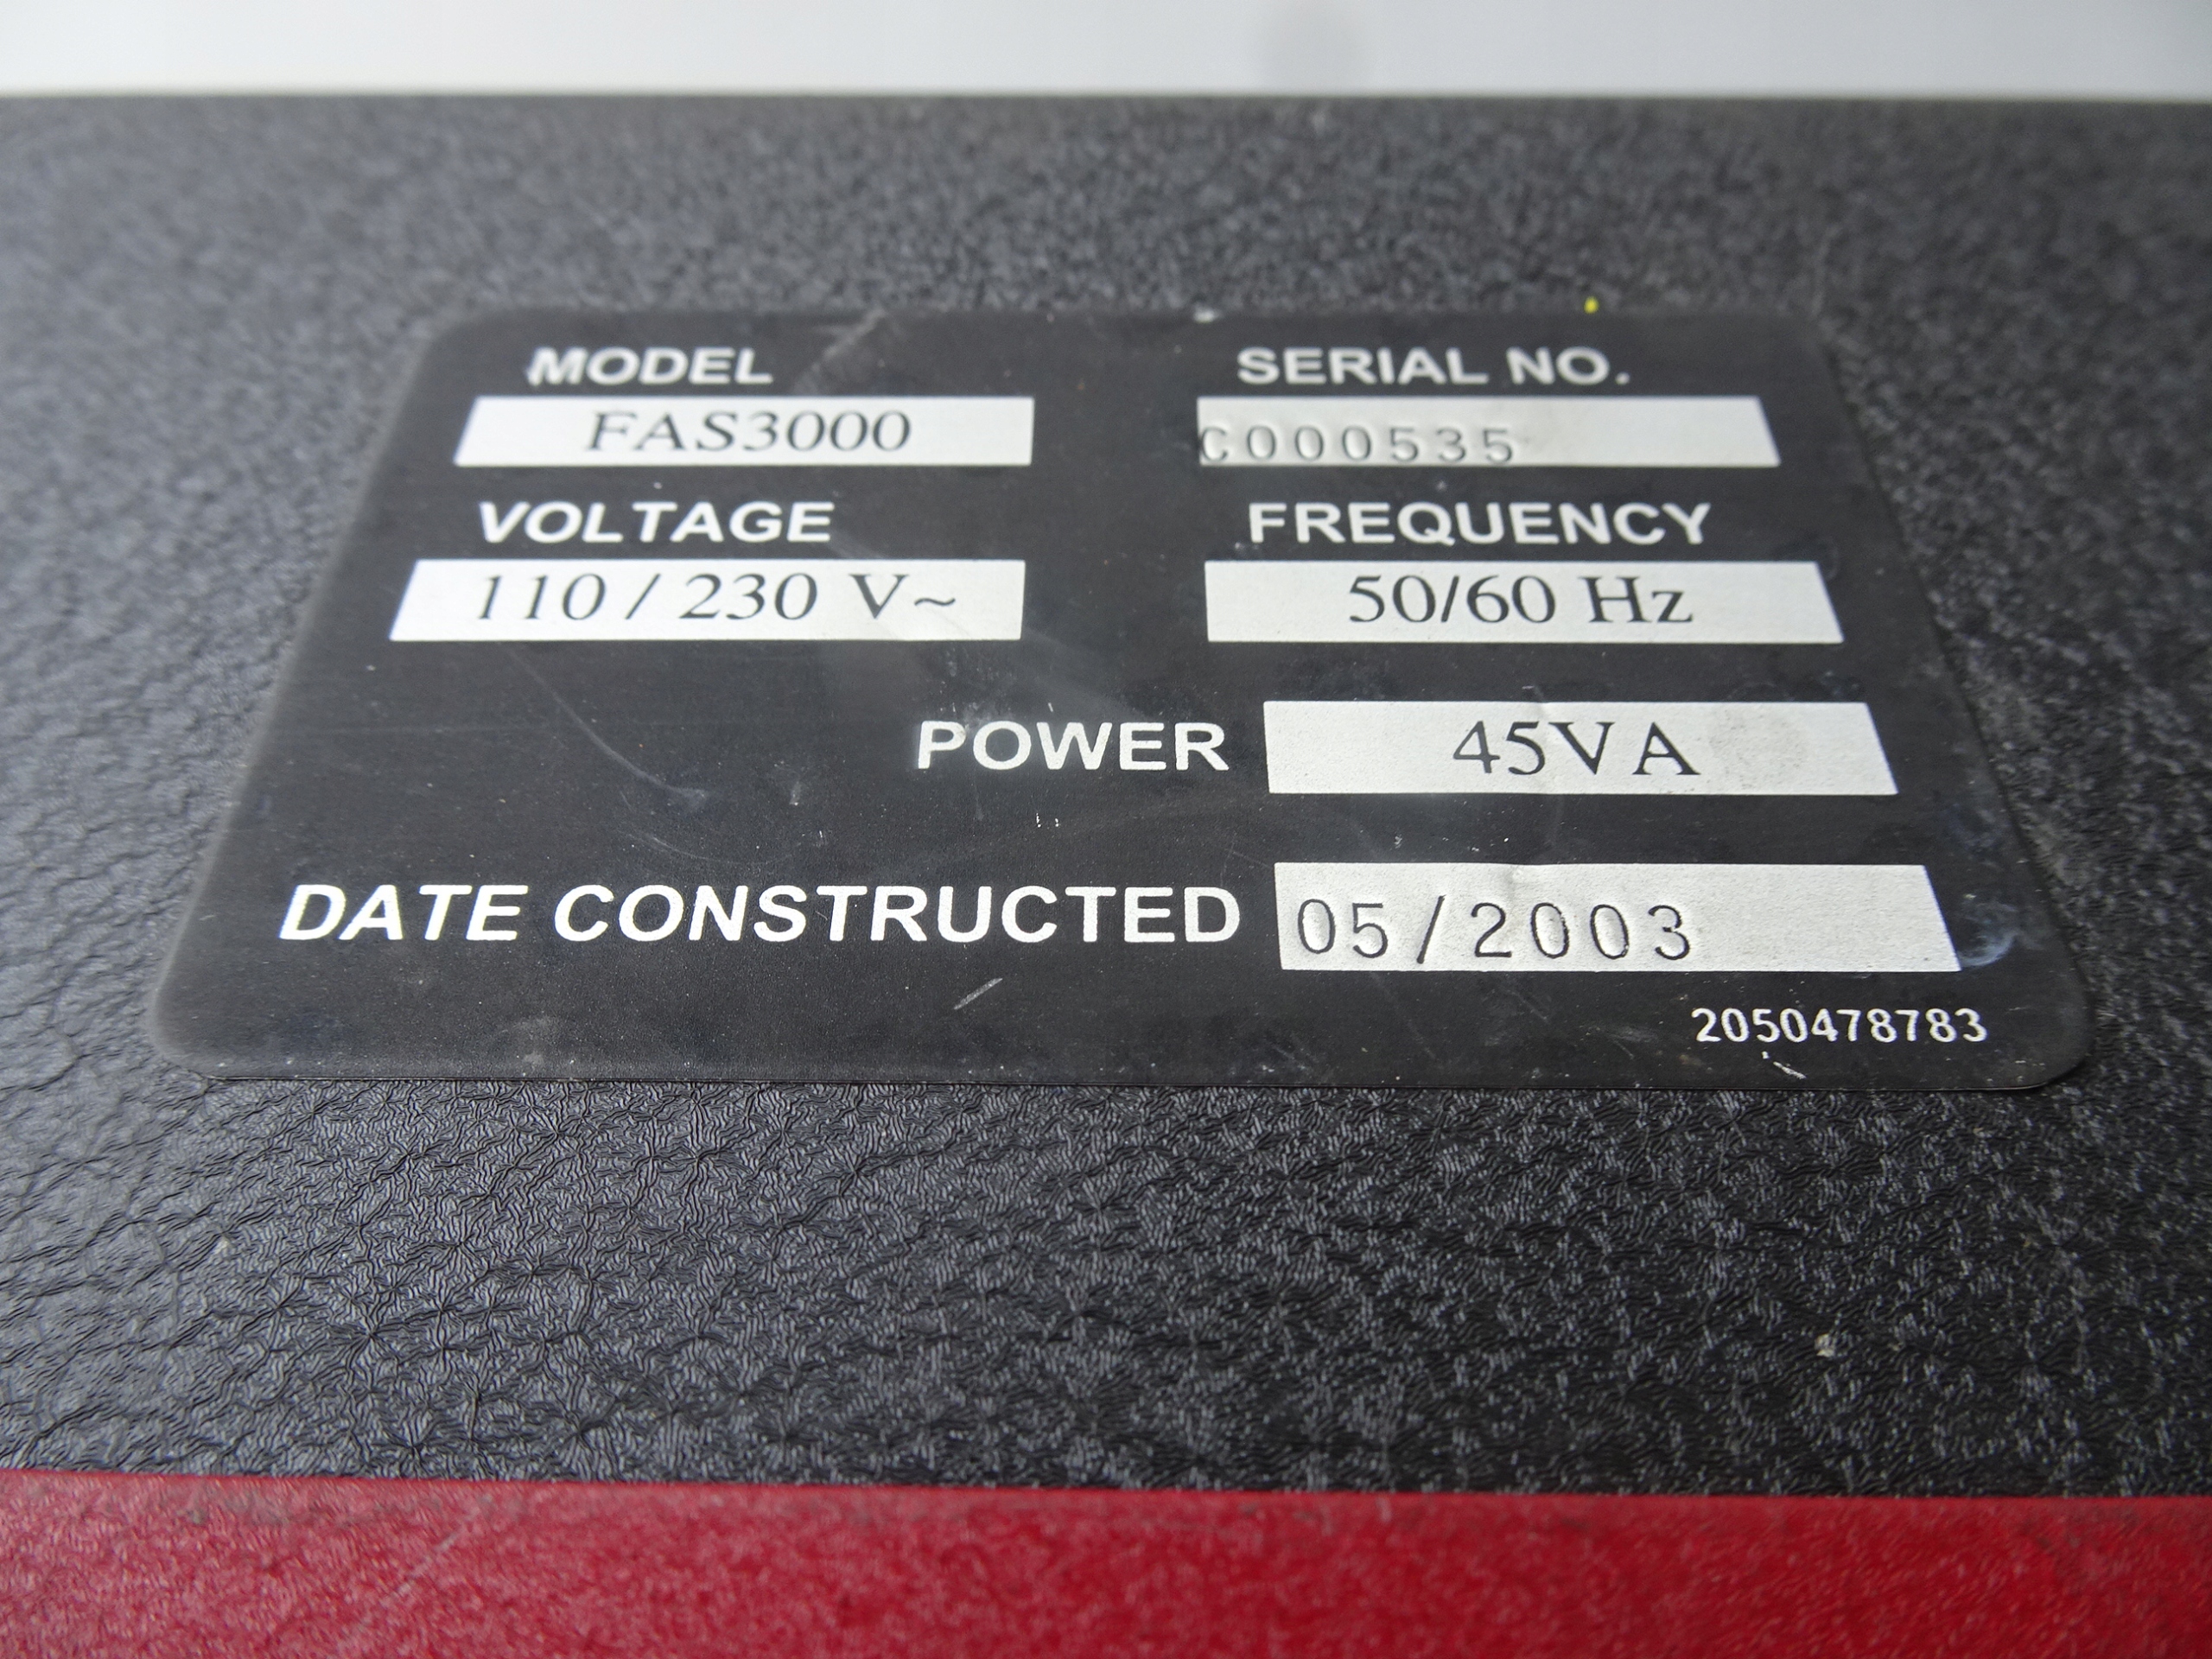 MODEL
FAS3000
SERIAL NO.
C000535
VOLTAGE
110 / 230 V~
FREQUENCY
50/60 Hz
POWER 45VA
DATE CONSTRUCTED 05/2003
2050478783